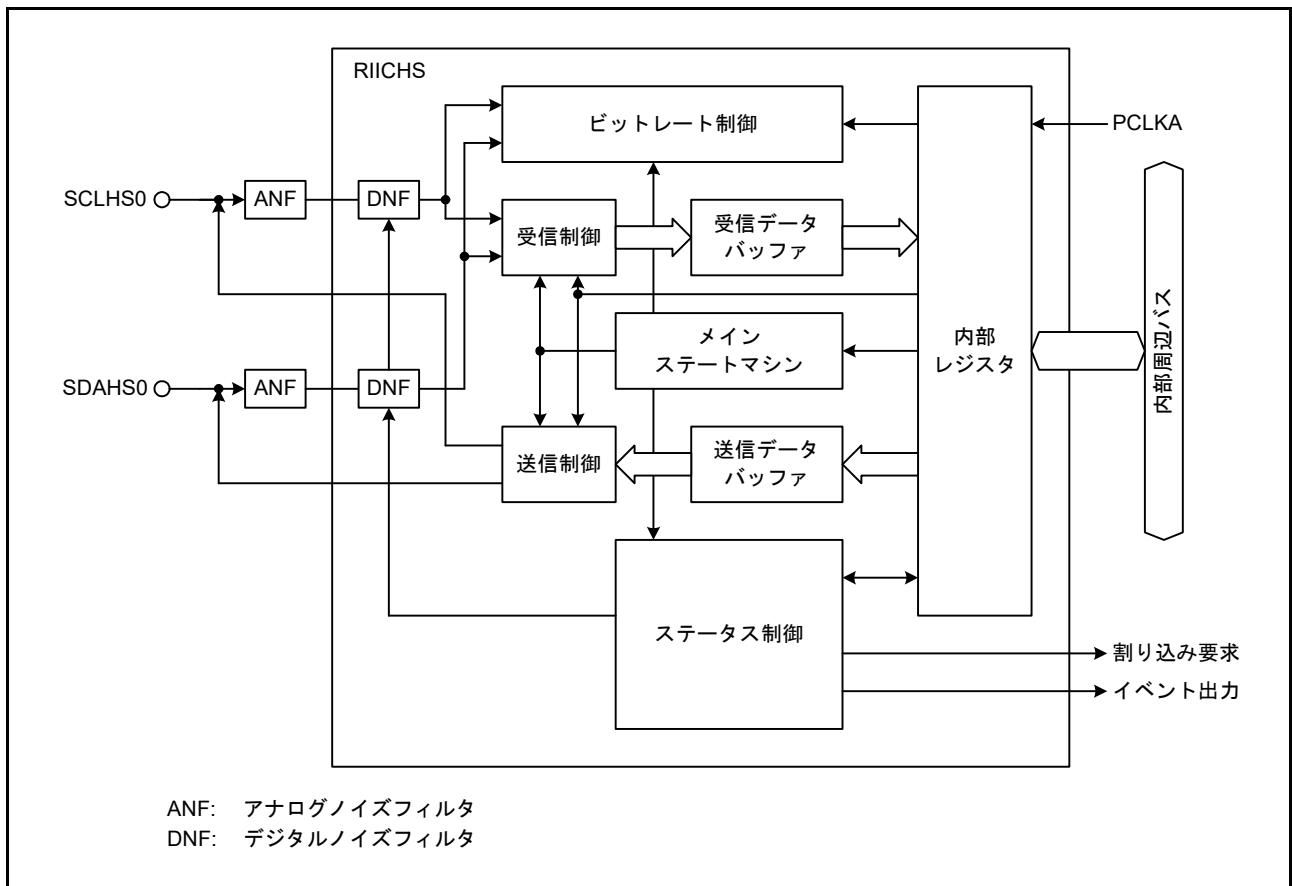 RIICHS
ビットレート制御
PCLKA
SCLHS0
ANF
DNF
受信制御
受信データ
バッファ
メイン
ステートマシン
内部
レジスタ
内部周辺バス
SDAHS0
ANF
DNF
送信制御
送信データ
バッファ
ステータス制御
割り込み要求
イベント出力
ANF: アナログノイズフィルタ
DNF: デジタルノイズフィルタ